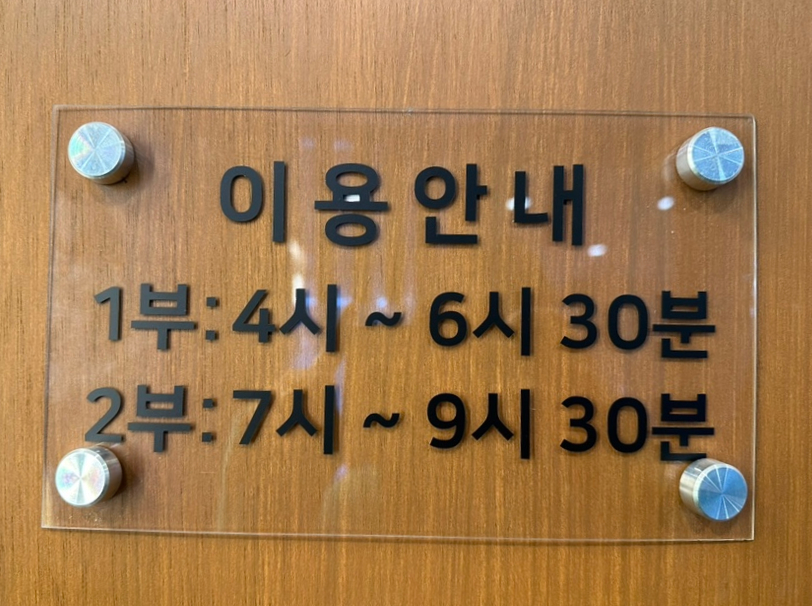 이용안내
1부: 4시 ~ 6시 30분
2부: 7시 ~ 9시 30분